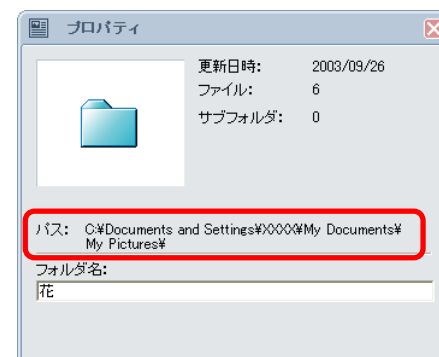 プロパティ
更新日時: 2003/09/26
ファイル: 6
サブフォルダ: 0
パス: C:¥Documents and Settings¥XXXX¥My Documents¥
My Pictures¥
フォルダ名:
花